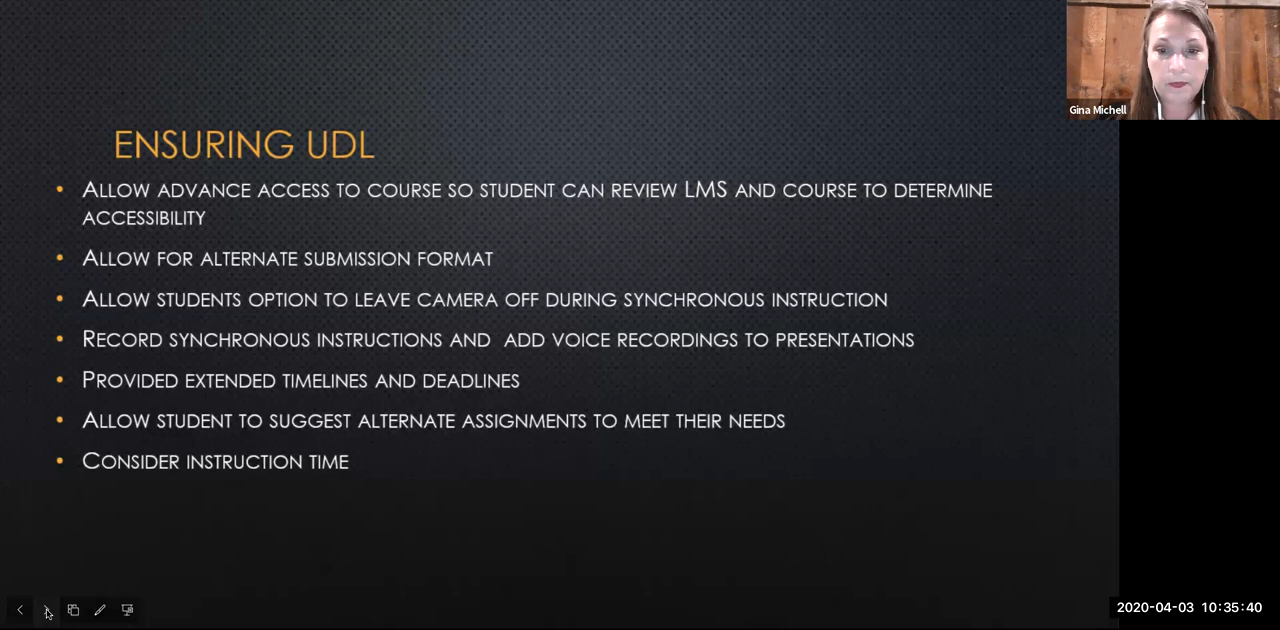 Gina Michell
ENSURING UDL
• ALLOW ADVANCE ACCESS TO COURSE SO STUDENT CAN REVIEW LMS AND COURSE TO DETERMINE
ACCESSIBILITY
• ALLOW FOR ALTERNATE SUBMISSION FORMAT
• ALLOW STUDENTS OPTION TO LEAVE CAMERA OFF DURING SYNCHRONOUS INSTRUCTION
• RECORD SYNCHRONOUS INSTRUCTIONS AND  ADD VOICE RECORDINGS TO PRESENTATIONS
• PROVIDED EXTENDED TIMELINES AND DEADLINES
• ALLOW STUDENT TO SUGGEST ALTERNATE ASSIGNMENTS TO MEET THEIR NEEDS
• CONSIDER INSTRUCTION TIME
2020-04-03 10:35:40